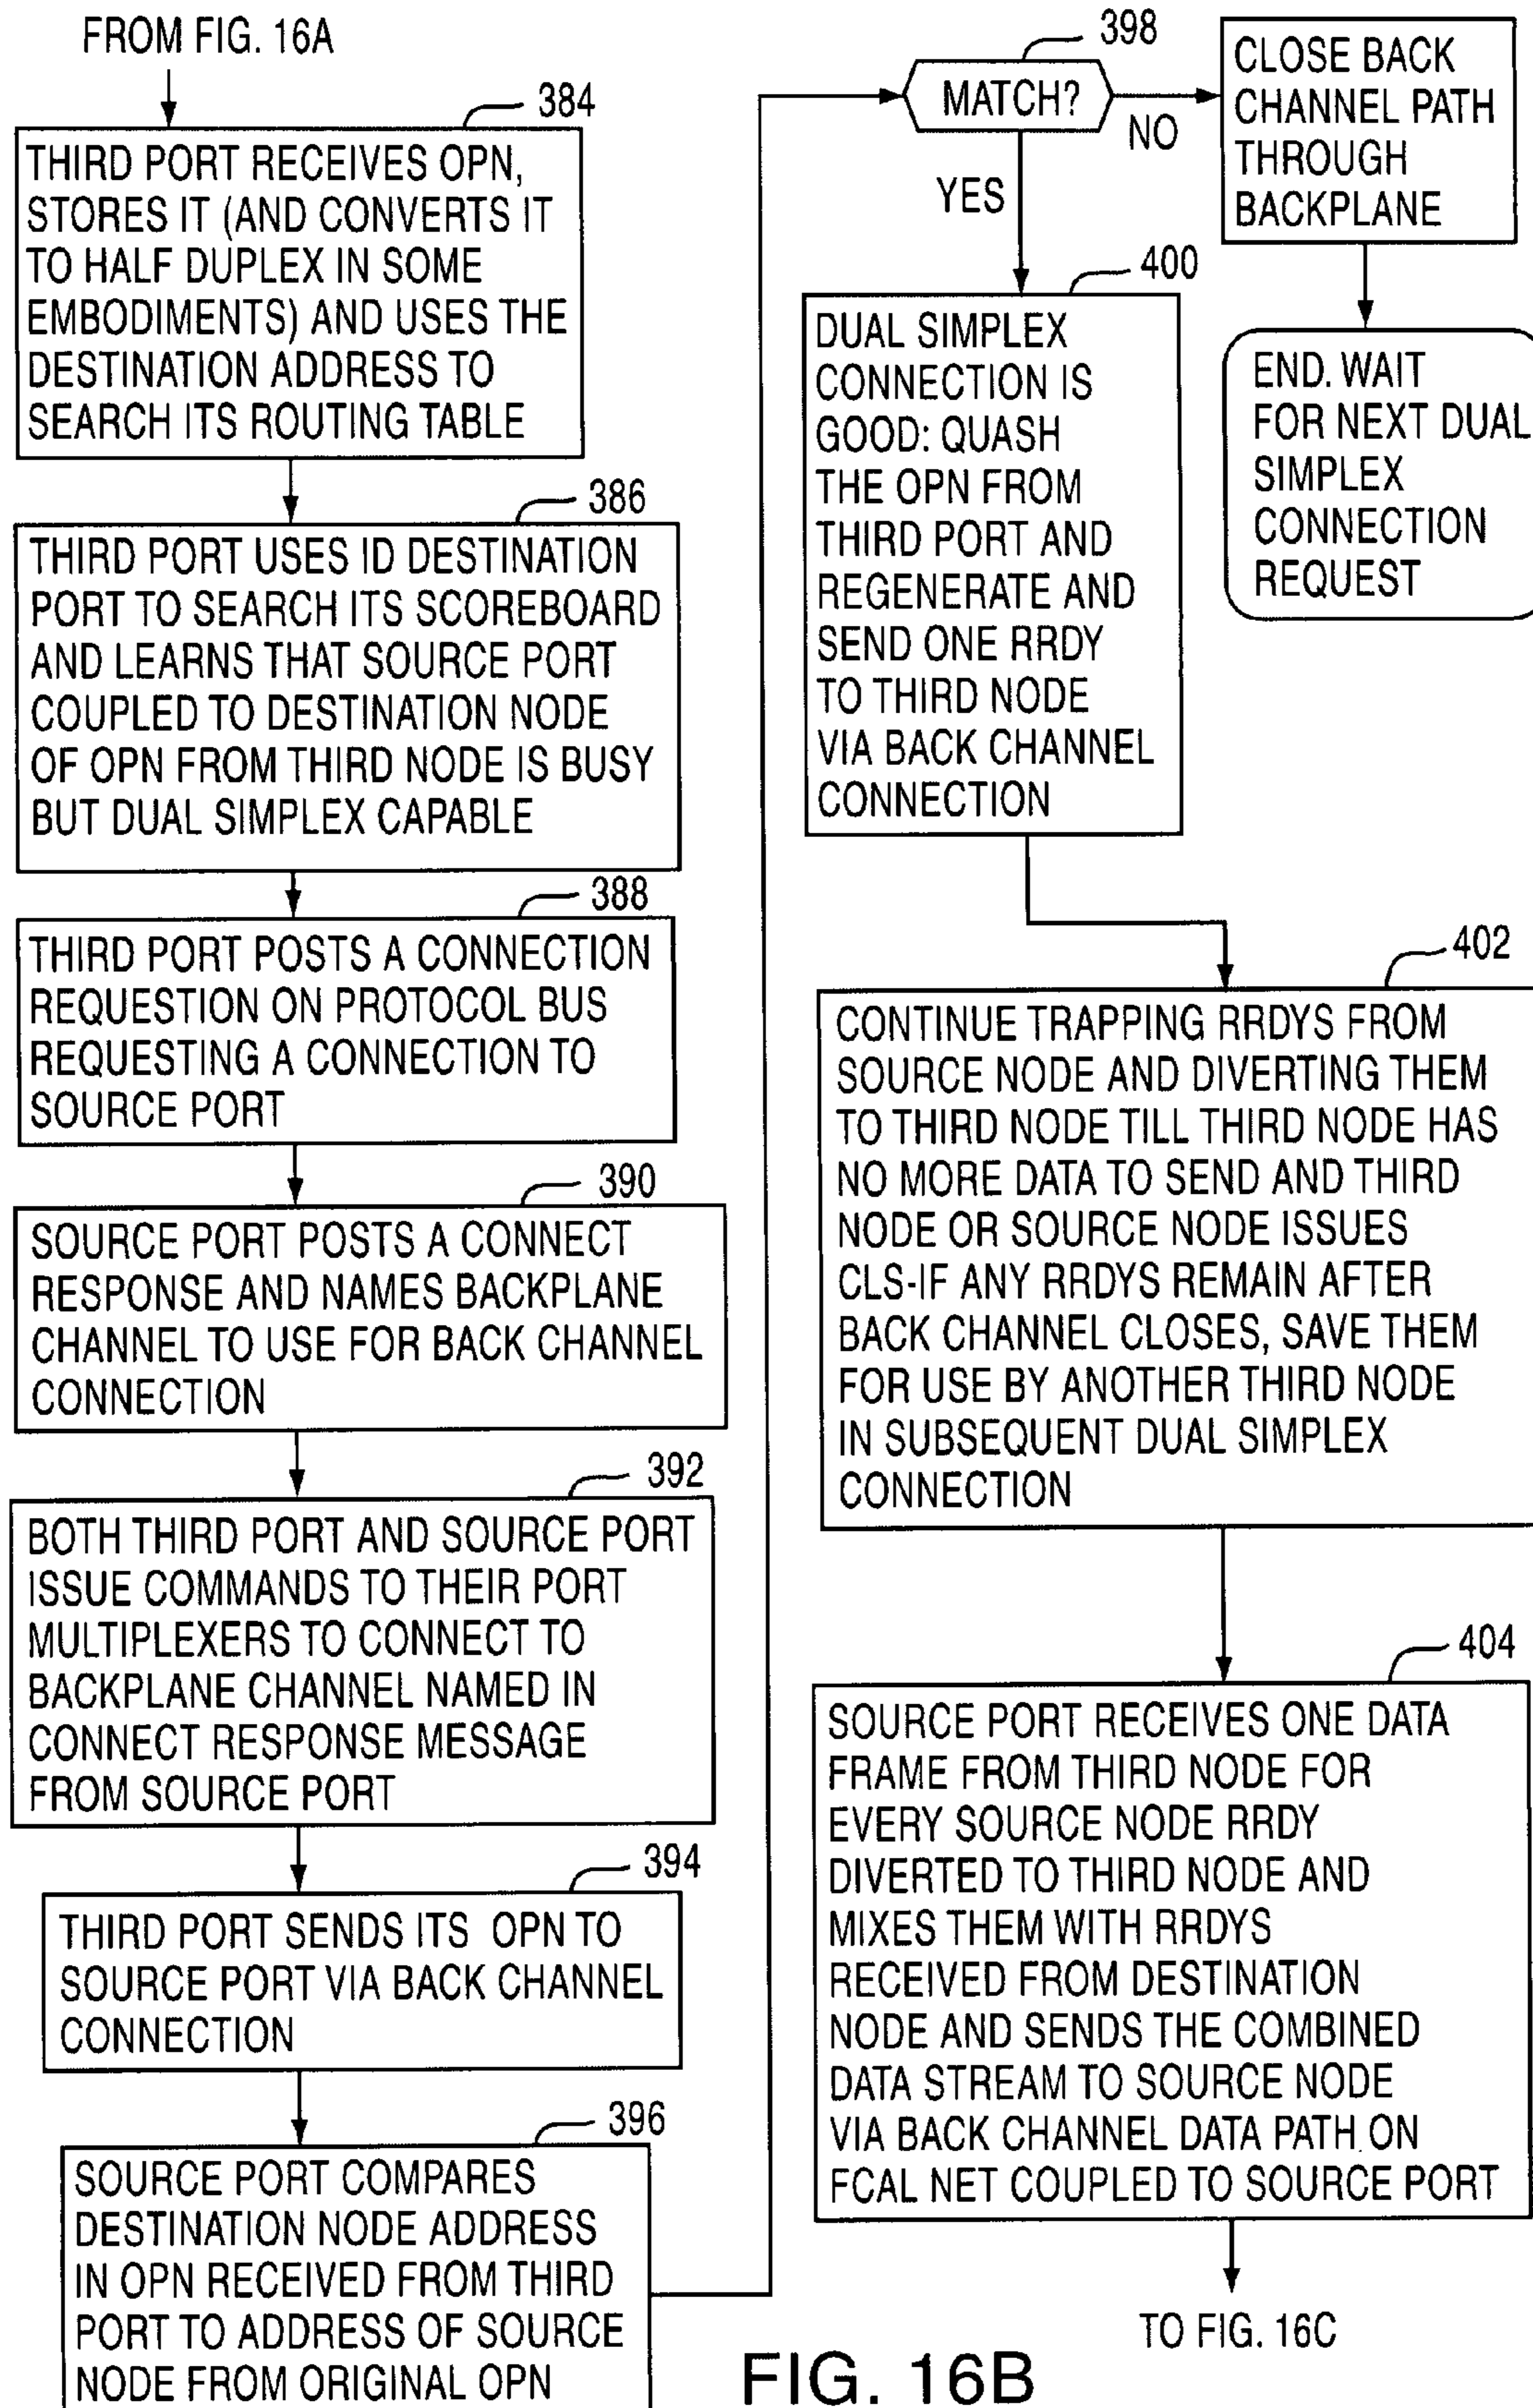 FROM FIG. 16A
384
THIRD PORT RECEIVES OPN,
STORES IT (AND CONVERTS IT
TO HALF DUPLEX IN SOME
EMBODIMENTS) AND USES THE
DESTINATION ADDRESS TO
SEARCH ITS ROUTING TABLE
386
THIRD PORT USES ID DESTINATION
PORT TO SEARCH ITS SCOREBOARD
AND LEARNS THAT SOURCE PORT
COUPLED TO DESTINATION NODE
OF OPN FROM THIRD NODE IS BUSY
BUT DUAL SIMPLEX CAPABLE
388
THIRD PORT POSTS A CONNECTION
REQUESTION ON PROTOCOL BUS
REQUESTING A CONNECTION TO
SOURCE PORT
390
SOURCE PORT POSTS A CONNECT
RESPONSE AND NAMES BACKPLANE
CHANNEL TO USE FOR BACK CHANNEL
CONNECTION
392
BOTH THIRD PORT AND SOURCE PORT
ISSUE COMMANDS TO THEIR PORT
MULTIPLEXERS TO CONNECT TO
BACKPLANE CHANNEL NAMED IN
CONNECT RESPONSE MESSAGE
FROM SOURCE PORT
394
THIRD PORT SENDS ITS OPN TO
SOURCE PORT VIA BACK CHANNEL
CONNECTION
396
SOURCE PORT COMPARES
DESTINATION NODE ADDRESS
IN OPN RECEIVED FROM THIRD
PORT TO ADDRESS OF SOURCE
NODE FROM ORIGINAL OPN
398
MATCH?
NO
YES
CLOSE BACK
CHANNEL PATH
THROUGH
BACKPLANE
END. WAIT
FOR NEXT DUAL
SIMPLEX
CONNECTION
REQUEST
400
DUAL SIMPLEX
CONNECTION IS
GOOD: QUASH
THE OPN FROM
THIRD PORT AND
REGENERATE AND
SEND ONE RRDY
TO THIRD NODE
VIA BACK CHANNEL
CONNECTION
402
CONTINUE TRAPPING RRDYS FROM
SOURCE NODE AND DIVERTING THEM
TO THIRD NODE TILL THIRD NODE HAS
NO MORE DATA TO SEND AND THIRD
NODE OR SOURCE NODE ISSUES
CLS-IF ANY RRDYS REMAIN AFTER
BACK CHANNEL CLOSES, SAVE THEM
FOR USE BY ANOTHER THIRD NODE
IN SUBSEQUENT DUAL SIMPLEX
CONNECTION
404
SOURCE PORT RECEIVES ONE DATA
FRAME FROM THIRD NODE FOR
EVERY SOURCE NODE RRDY
DIVERTED TO THIRD NODE AND
MIXES THEM WITH RRDYS
RECEIVED FROM DESTINATION
NODE AND SENDS THE COMBINED
DATA STREAM TO SOURCE NODE
VIA BACK CHANNEL DATA PATH ON
FCAL NET COUPLED TO SOURCE PORT
TO FIG. 16C
FIG. 16B